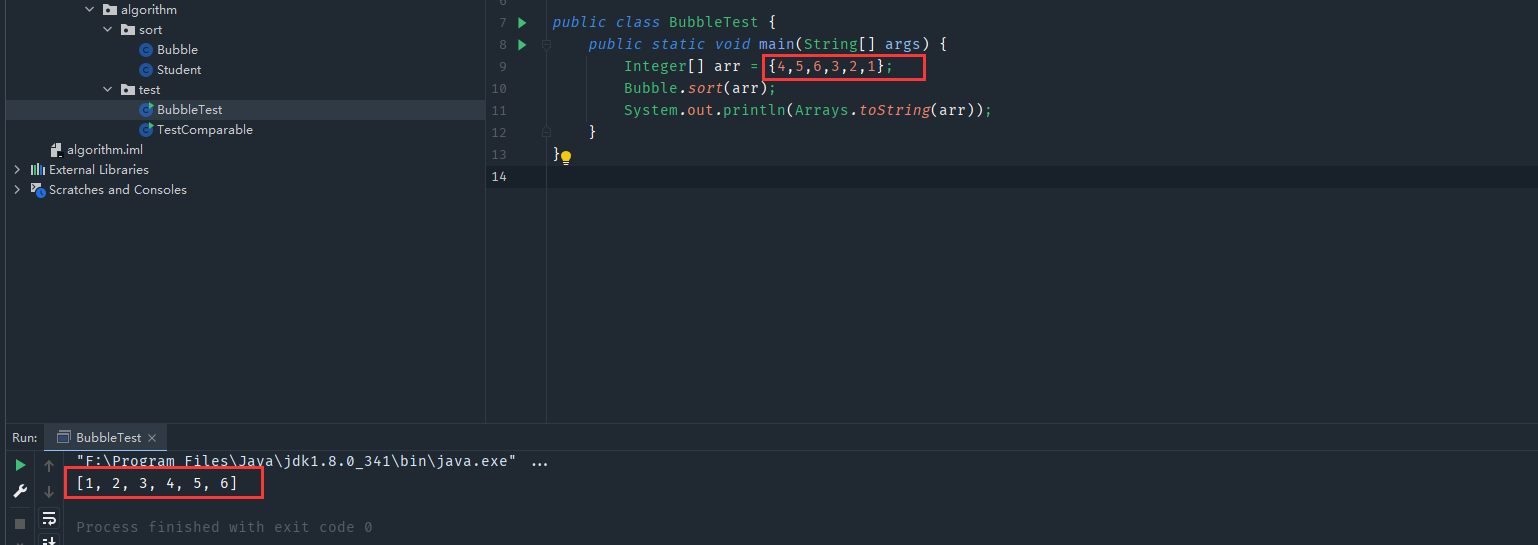 algorithm
sort
Bubble
Student
test
BubbleTest
TestComparable
algorithm.iml
External Libraries
Scratches and Consoles
7 public class BubbleTest {
8 public static void main(String[] args) {
9 Integer[] arr = {4,5,6,3,2,1};
10 Bubble.sort(arr);
11 System.out.println(Arrays.toString(arr));
12 }
13 }
14
Run: BubbleTest ×
"F:\Program Files\Java\jdk1.8.0_341\bin\java.exe" ...
[1, 2, 3, 4, 5, 6]
Process finished with exit code 0